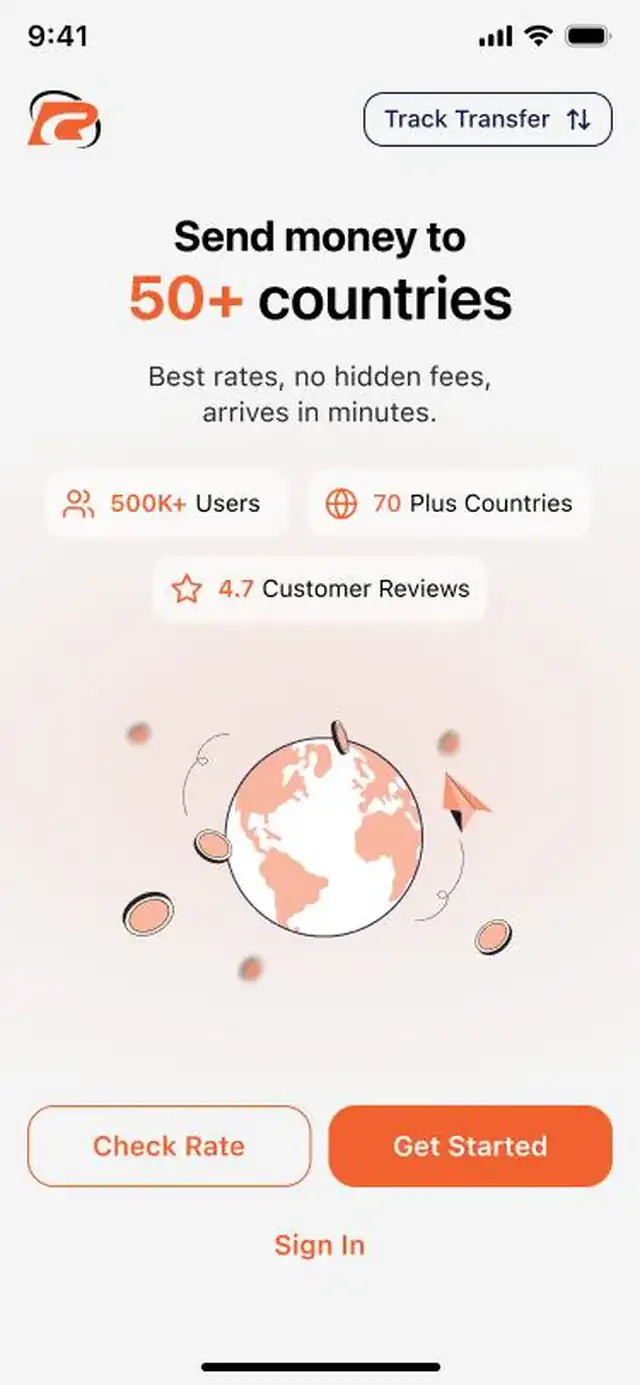 9:41
Track Transfer
Send money to
50+ countries
Best rates, no hidden fees,
arrives in minutes.
500K+ Users
70 Plus Countries
4.7 Customer Reviews
Check Rate
Get Started
Sign In